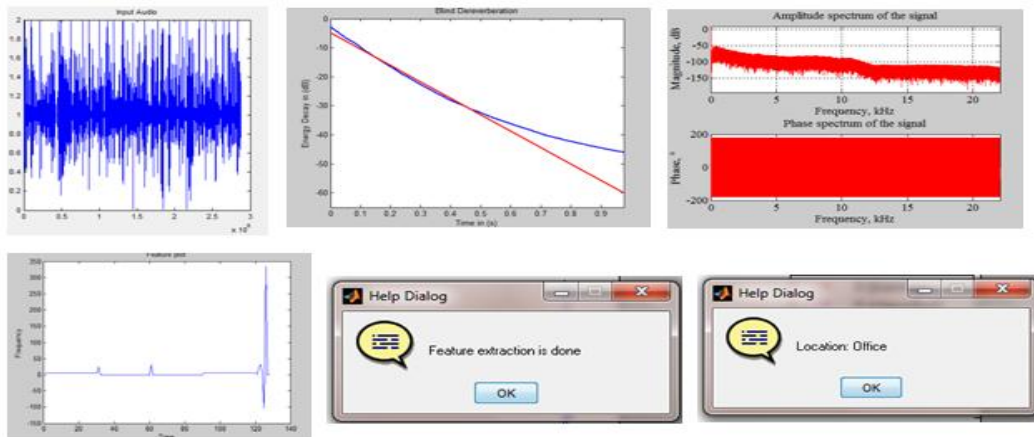 Input Audio
2
1.8
1.6
1.4
1.2
1
0.8
0.6
0.4
0.2
0
0 0.5 1 1.5 2 2.5 3
Blind Dereverberation
Energy Decay in (dB)
0
-10
-20
-30
-40
-50
-60
0 0.1 0.2 0.3 0.4 0.5 0.6 0.7 0.8 0.9
Time in (s)
Amplitude spectrum of the signal
Magnitude, dB
0
-50
-100
-150
0 5 10 15 20
Frequency, kHz
Phase spectrum of the signal
Phase, °
200
0
-200
0 5 10 15 20
Frequency, kHz
Feature plot
Frequency
350
300
250
200
150
100
50
0
-50
-100
-150
0 20 40 60 80 100 120 140
Help Dialog
Feature extraction is done
OK
Help Dialog
Location: Office
OK